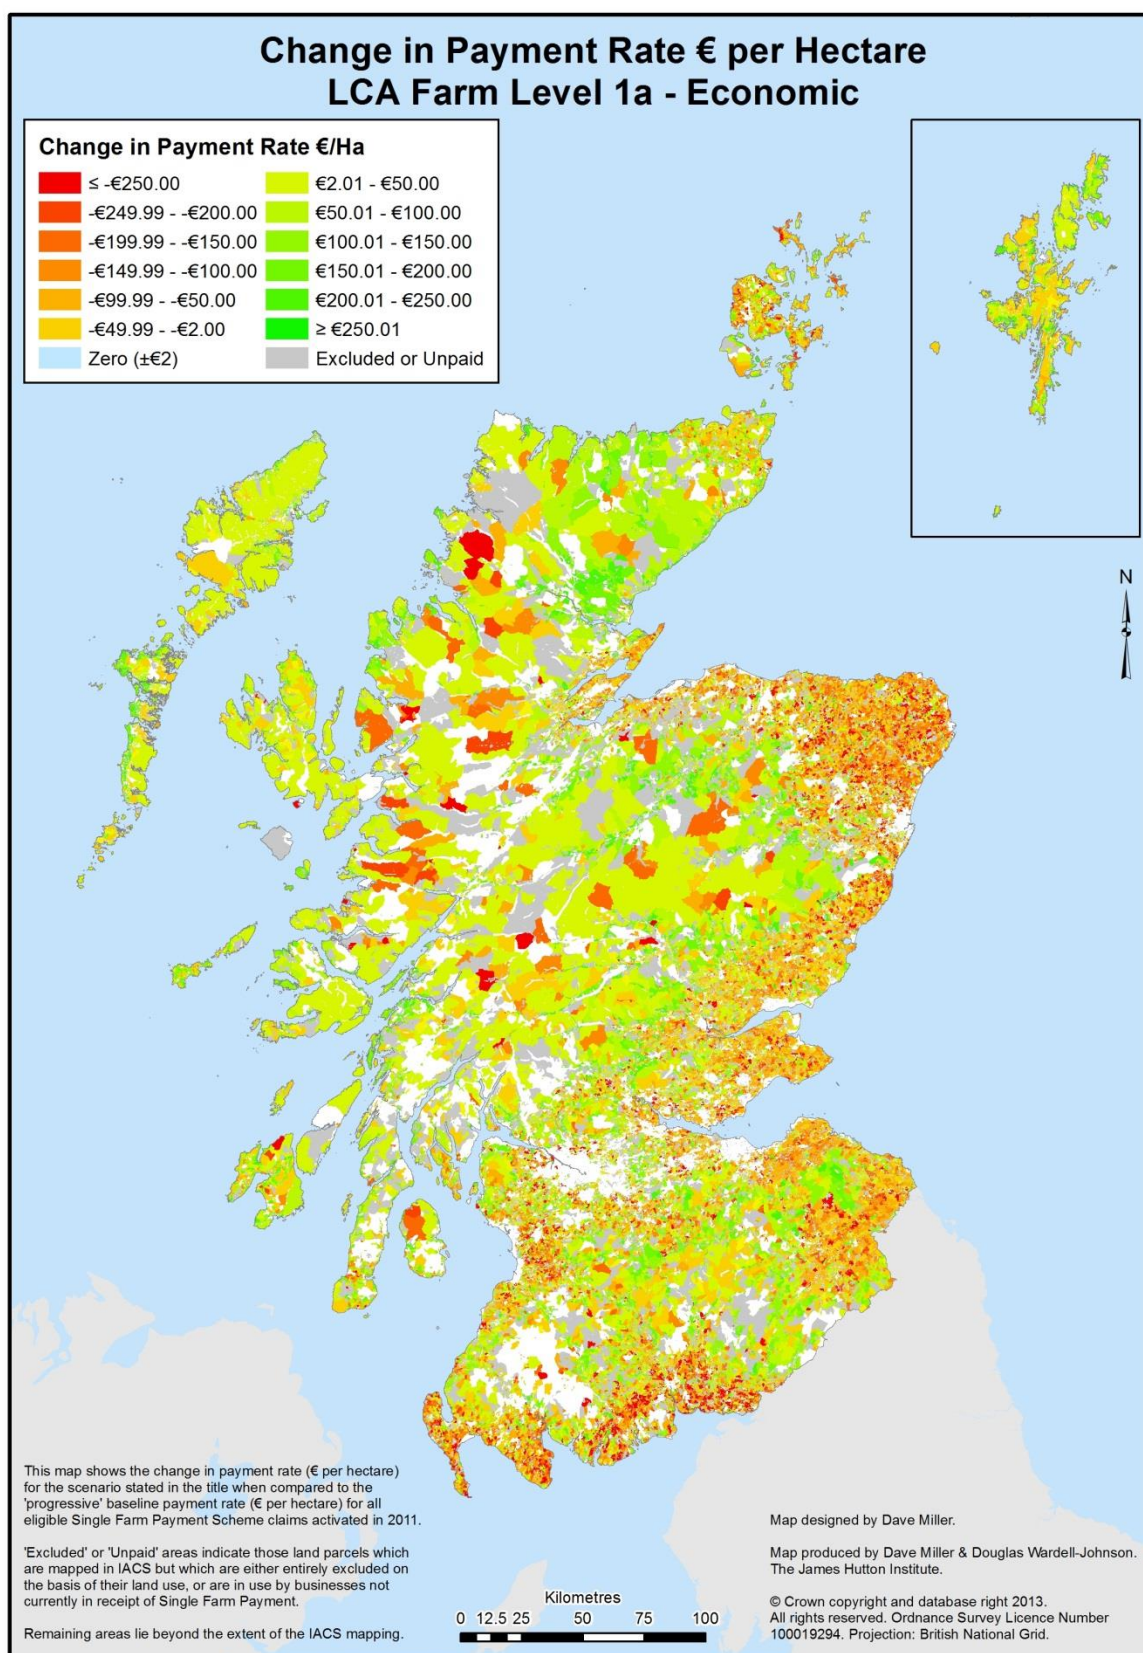 Change in Payment Rate € per Hectare
LCA Farm Level 1a - Economic
Change in Payment Rate €/Ha
≤ -€250.00
-€249.99 - -€200.00
-€199.99 - -€150.00
-€149.99 - -€100.00
-€99.99 - -€50.00
-€49.99 - -€2.00
Zero (±€2)
€2.01 - €50.00
€50.01 - €100.00
€100.01 - €150.00
€150.01 - €200.00
€200.01 - €250.00
≥ €250.01
Excluded or Unpaid
N
This map shows the change in payment rate (€ per hectare)
for the scenario stated in the title when compared to the
'progressive' baseline payment rate (€ per hectare) for all
eligible Single Farm Payment Scheme claims activated in 2011.
'Excluded' or 'Unpaid' areas indicate those land parcels which
are mapped in IACS but which are either entirely excluded on
the basis of their land use, or are in use by businesses not
currently in receipt of Single Farm Payment.
Remaining areas lie beyond the extent of the IACS mapping.
Kilometres
0 12.5 25 50 75 100
Map designed by Dave Miller.
Map produced by Dave Miller & Douglas Wardell-Johnson.
The James Hutton Institute.
© Crown copyright and database right 2013.
All rights reserved. Ordnance Survey Licence Number
100019294. Projection: British National Grid.